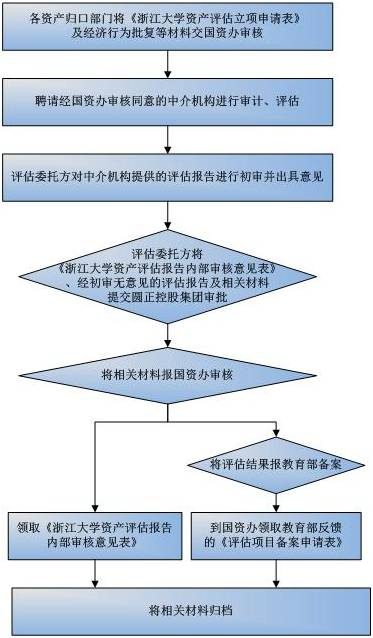 各资产归口部门将《浙江大学资产评估立项申请表》
及经济行为批复等材料交国资办审核
聘请经国资办审核同意的中介机构进行审计、评估
评估委托方对中介机构提供的评估报告进行初审并出具意见
评估委托方将
《浙江大学资产评估报告内部审核意见表》
、经初审无意见的评估报告及相关材料
提交圆正控股集团审批
将相关材料报国资办审核
将评估结果报教育部备案
领取《浙江大学资产评估报告
内部审核意见表》
到国资办领取教育部反馈
的《评估项目备案申请表》
将相关材料归档